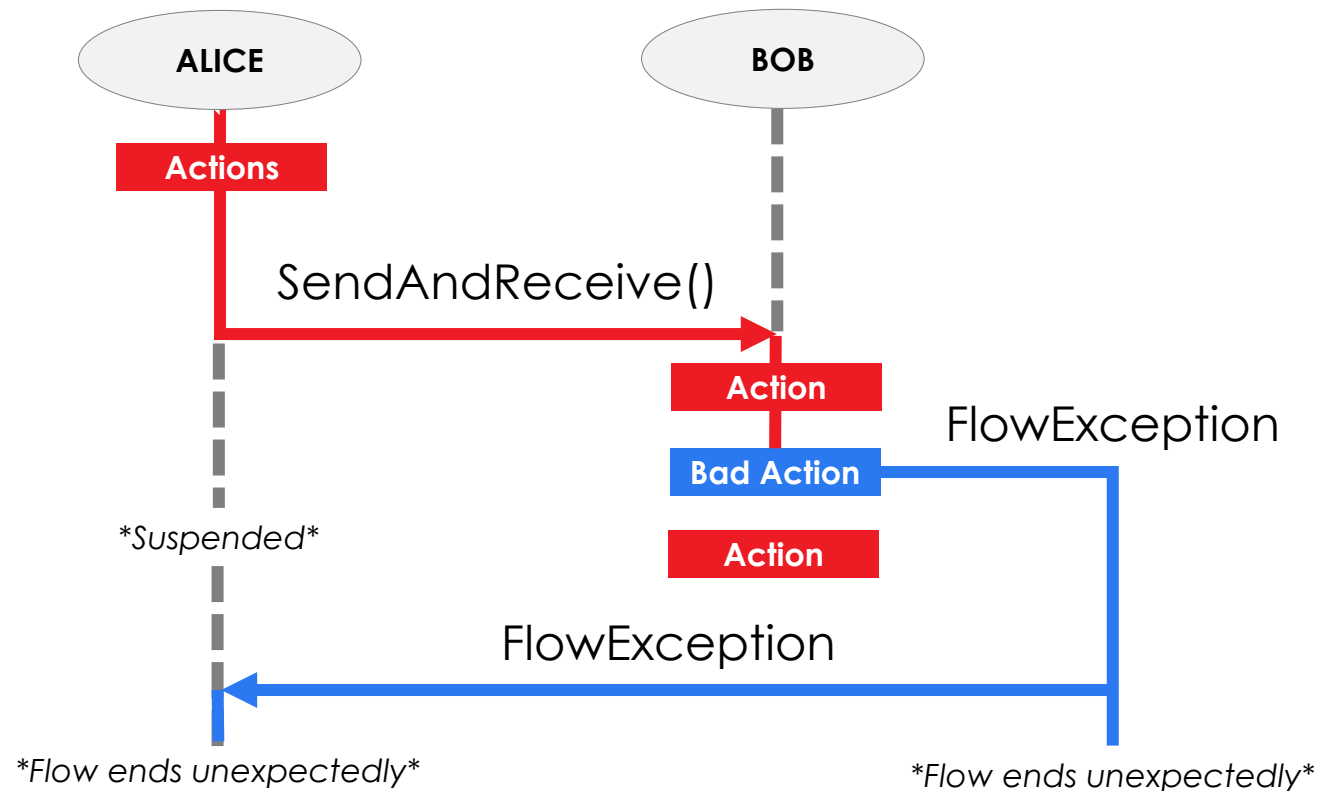 ALICE
BOB
Actions
SendAndReceive()
Action
FlowException
Bad Action
*Suspended*
Action
FlowException
*Flow ends unexpectedly*
*Flow ends unexpectedly*